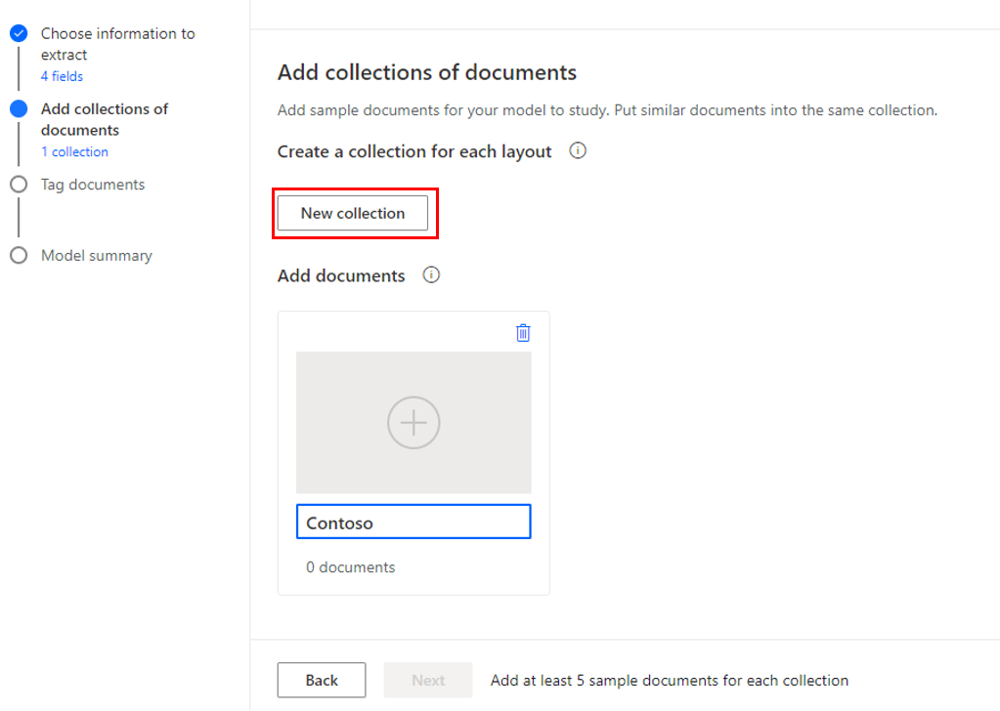 Choose information to
extract
4 fields
Add collections of
documents
1 collection
Tag documents
Model summary
Add collections of documents
Add sample documents for your model to study. Put similar documents into the same collection.
Create a collection for each layout
New collection
Add documents
Contoso
0 documents
Back
Next
Add at least 5 sample documents for each collection